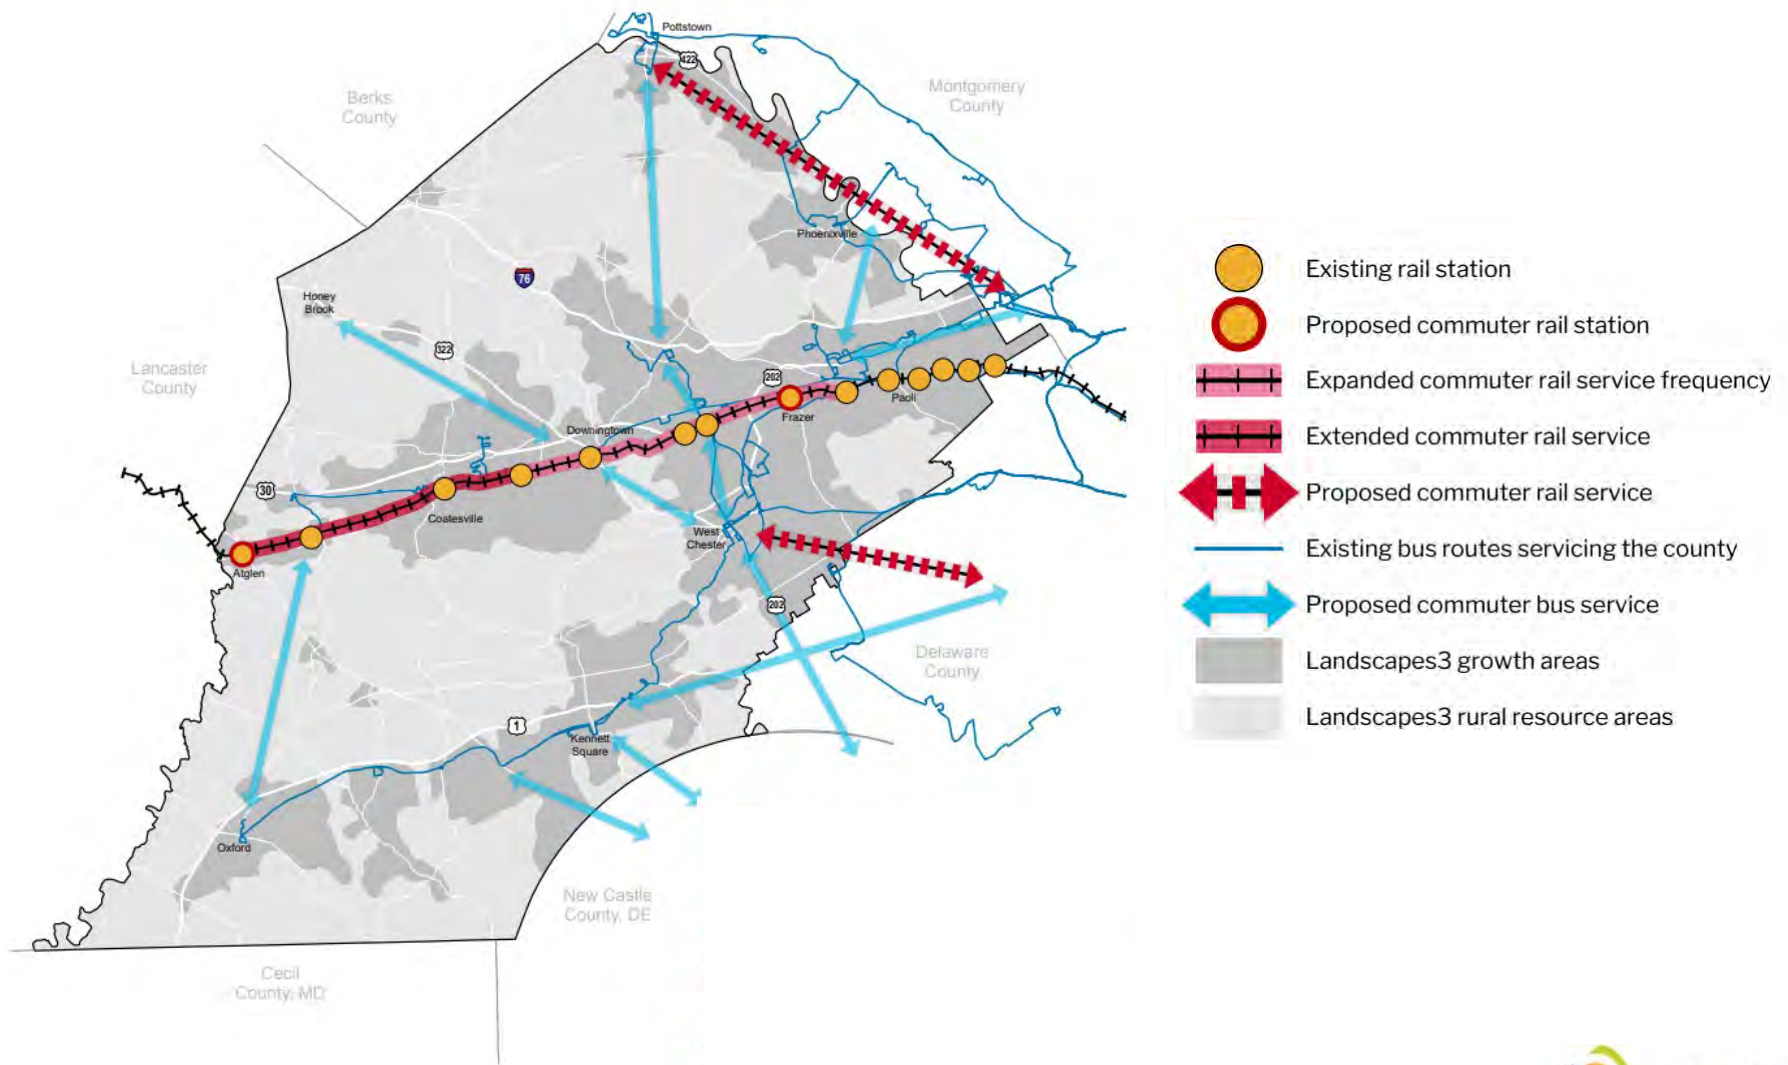 Pottstown
422
Berks
County
Montgomery
County
Phoenixville
76
Honey
Brook
322
Lancaster
County
202
Paoli
Frazer
Downingtown
30
Coatesville
West
Chester
Atglen
202
Delaware
County
1
Kennett
Square
Oxford
New Castle
County, DE
Cecil
County, MD
Existing rail station
Proposed commuter rail station
Expanded commuter rail service frequency
Extended commuter rail service
Proposed commuter rail service
Existing bus routes servicing the county
Proposed commuter bus service
Landscapes3 growth areas
Landscapes3 rural resource areas